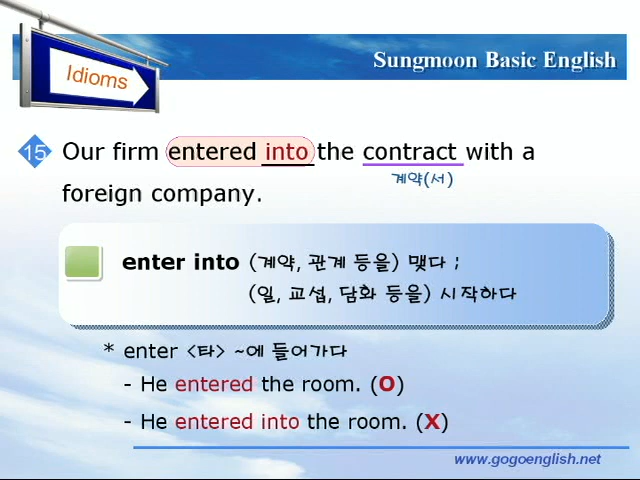 Idioms
Sungmoon Basic English
15 Our firm entered into the contract with a
계약(서)
foreign company.
enter into (계약, 관계 등을) 맺다 ;
(일, 교섭, 담화 등을) 시작하다
* enter <타> ~에 들어가다
- He entered the room. (O)
- He entered into the room. (X)
www.gogoenglish.net